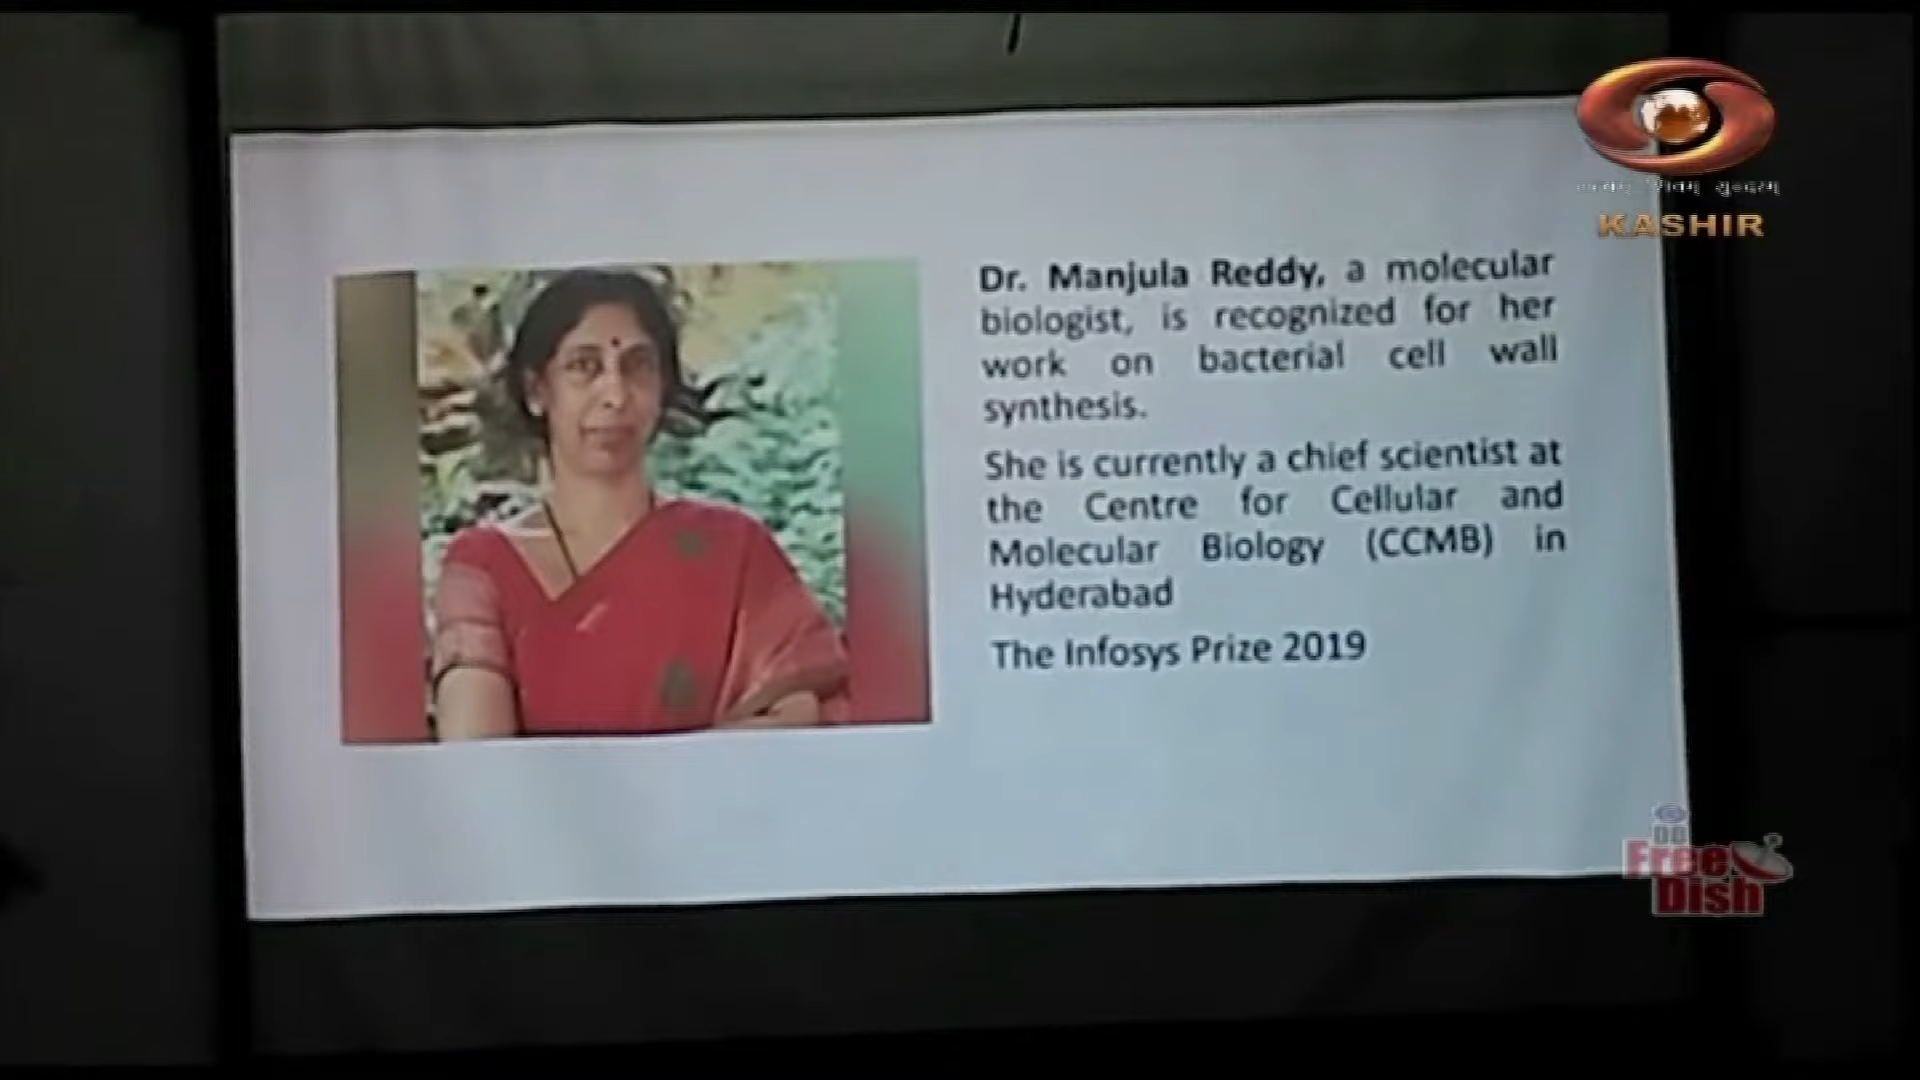 KASHIR
Dr. Manjula Reddy, a molecular
biologist, is recognized for her
work on bacterial cell wall
synthesis.
She is currently a chief scientist at
the Centre for Cellular and
Molecular Biology (CCMB) in
Hyderabad
The Infosys Prize 2019
DD
Free
Dish